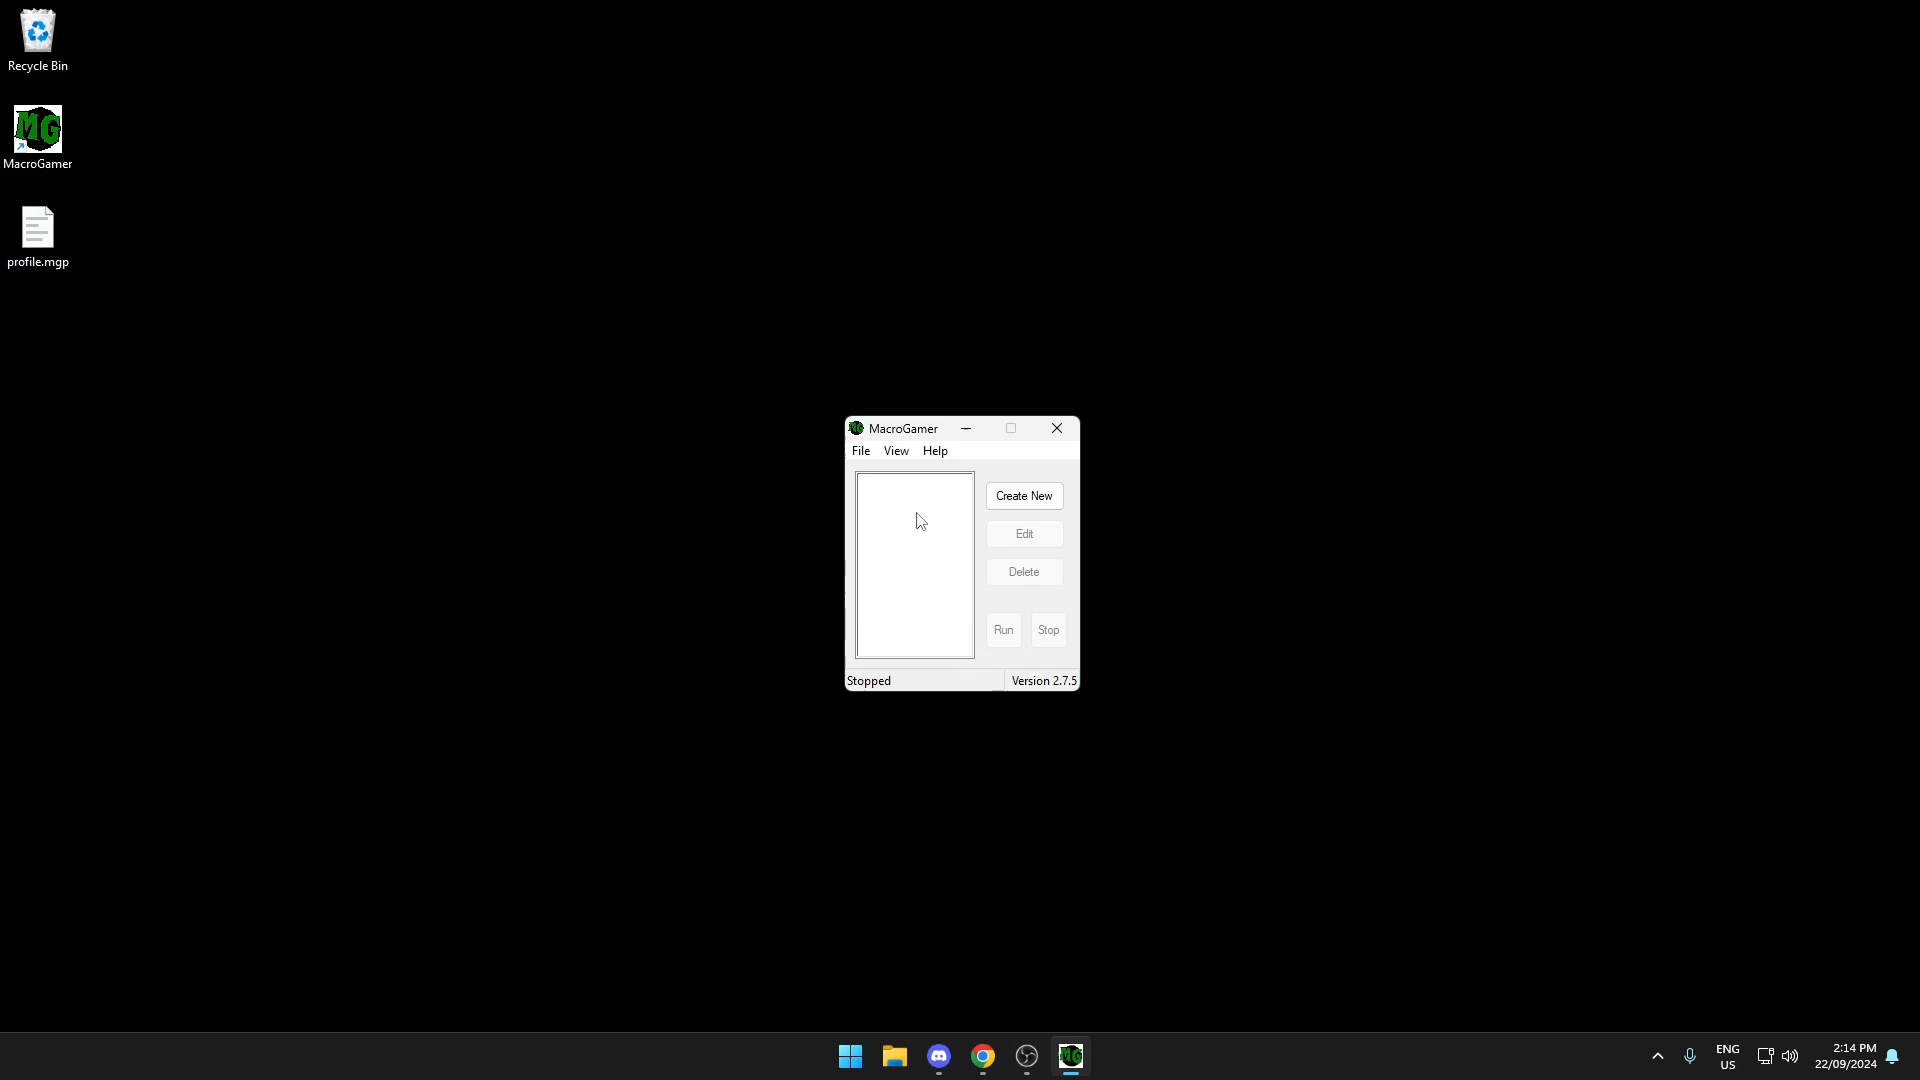 Recycle Bin
MG
MacroGamer
profile.mgp
MacroGamer
File View Help
Create New
Edit
Delete
Run Stop
Stopped Version 2.7.5
MG
ENG
US
2:14 PM
22/09/2024